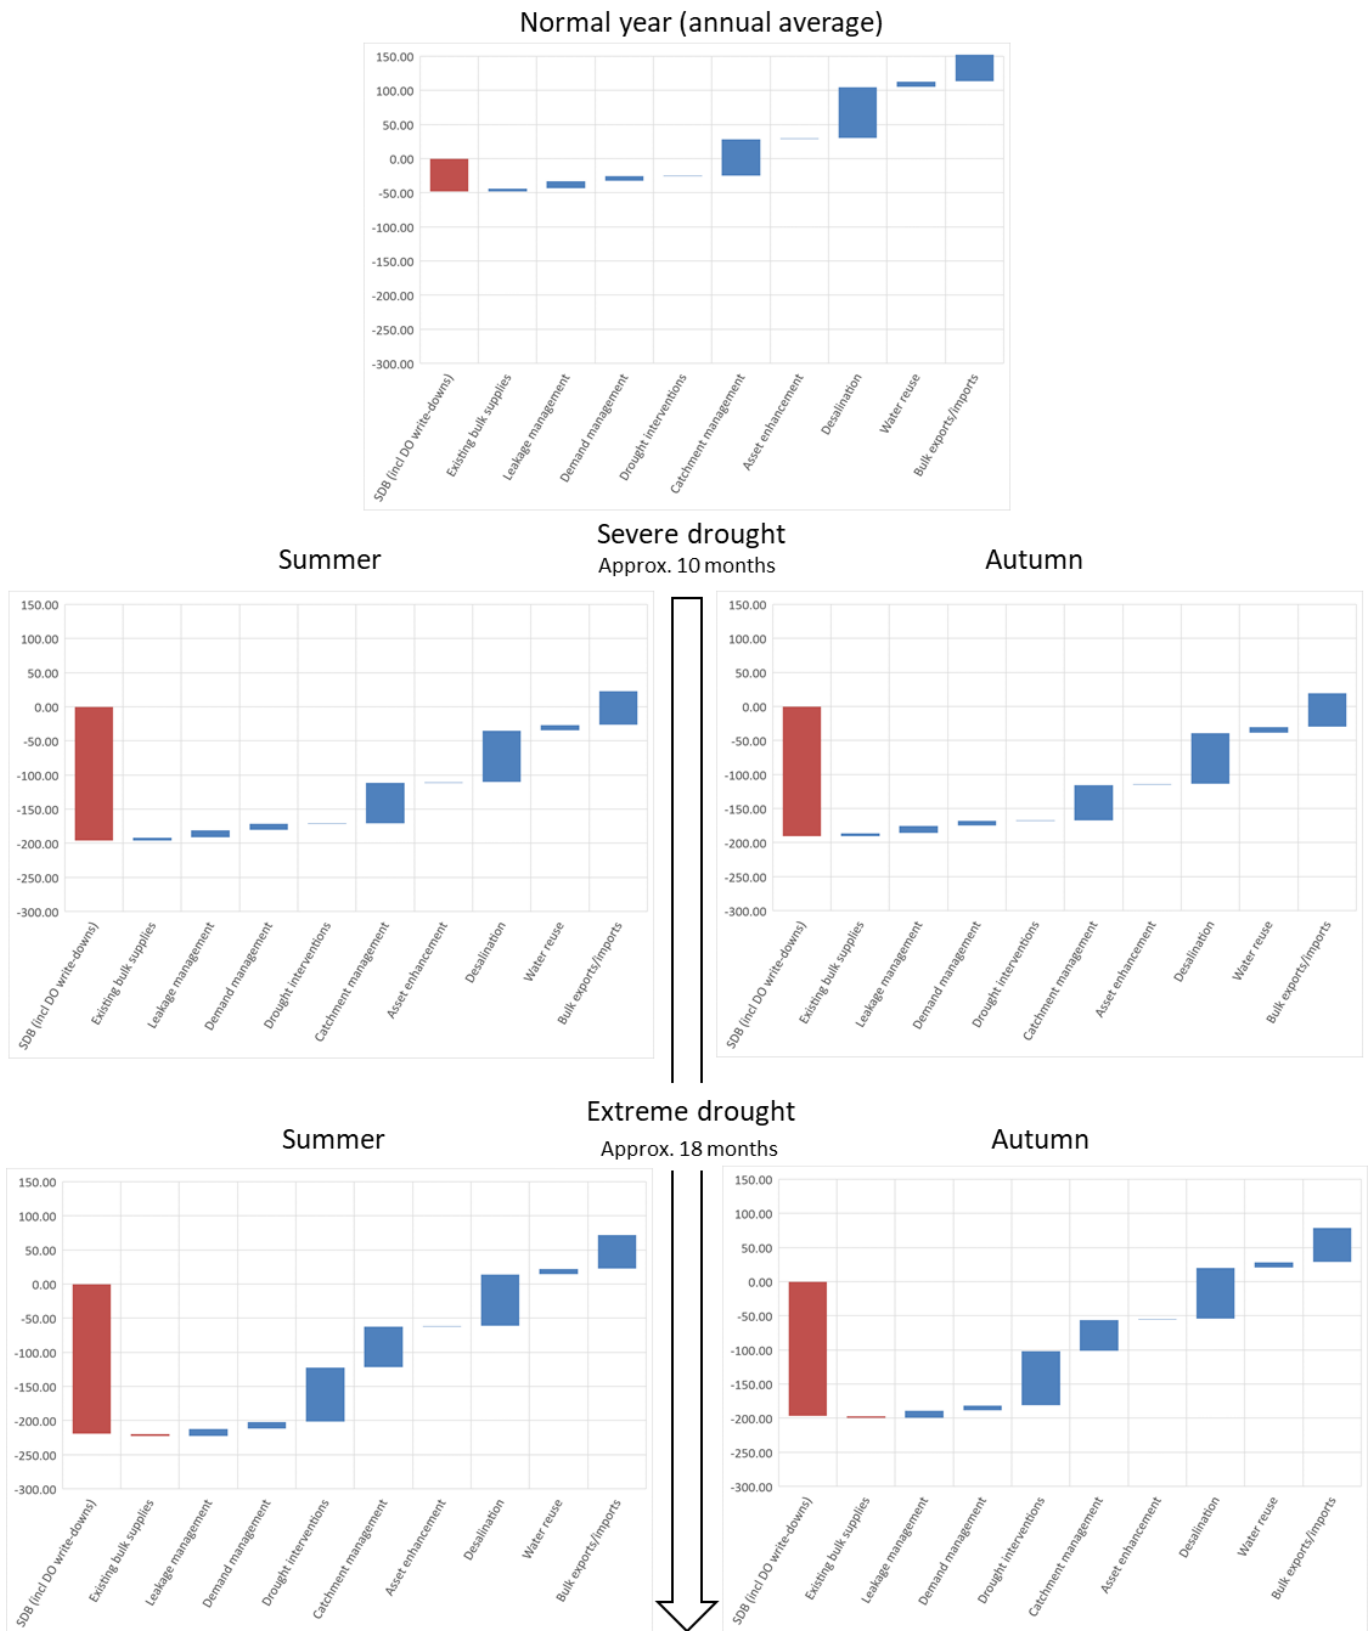 Normal year (annual average)
150.00
100.00
50.00
0.00
-50.00
-100.00
-150.00
-200.00
-250.00
-300.00
SDB (incl DO write-downs)
Existing bulk supplies
Leakage management
Demand management
Drought interventions
Catchment management
Asset enhancement
Desalination
Water reuse
Bulk exports/imports
Severe drought
Approx. 10 months
Summer
150.00
100.00
50.00
0.00
-50.00
-100.00
-150.00
-200.00
-250.00
-300.00
SDB (incl DO write-downs)
Existing bulk supplies
Leakage management
Demand management
Drought interventions
Catchment management
Asset enhancement
Desalination
Water reuse
Bulk exports/imports
Autumn
150.00
100.00
50.00
0.00
-50.00
-100.00
-150.00
-200.00
-250.00
-300.00
SDB (incl DO write-downs)
Existing bulk supplies
Leakage management
Demand management
Drought interventions
Catchment management
Asset enhancement
Desalination
Water reuse
Bulk exports/imports
Extreme drought
Approx. 18 months
Summer
150.00
100.00
50.00
0.00
-50.00
-100.00
-150.00
-200.00
-250.00
-300.00
SDB (incl DO write-downs)
Existing bulk supplies
Leakage management
Demand management
Drought interventions
Catchment management
Asset enhancement
Desalination
Water reuse
Bulk exports/imports
Autumn
150.00
100.00
50.00
0.00
-50.00
-100.00
-150.00
-200.00
-250.00
-300.00
SDB (incl DO write-downs)
Existing bulk supplies
Leakage management
Demand management
Drought interventions
Catchment management
Asset enhancement
Desalination
Water reuse
Bulk exports/imports